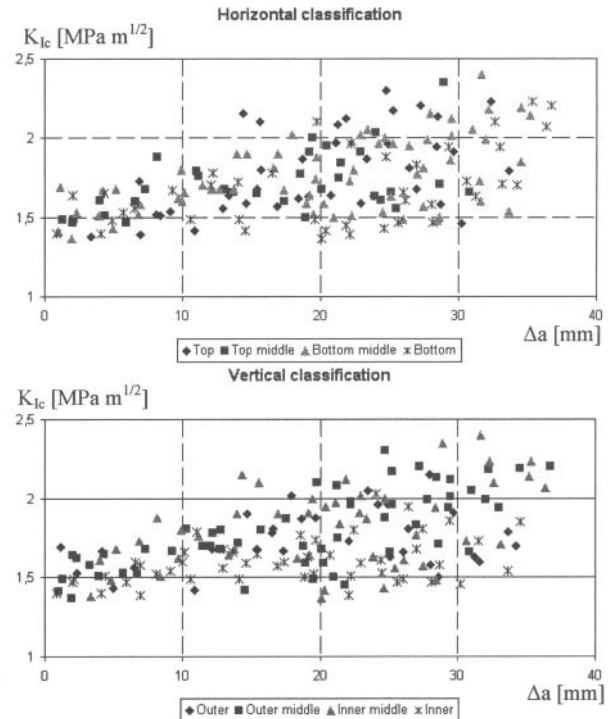 Horizontal classification
K_Ic [MPa m^1/2]
2,5
2
1,5
1
0 10 20 30 40
Δa [mm]
Top Top middle Bottom middle Bottom
Vertical classification
K_Ic [MPa m^1/2]
2,5
2
1,5
1
0 10 20 30 40
Δa [mm]
Outer Outer middle Inner middle Inner